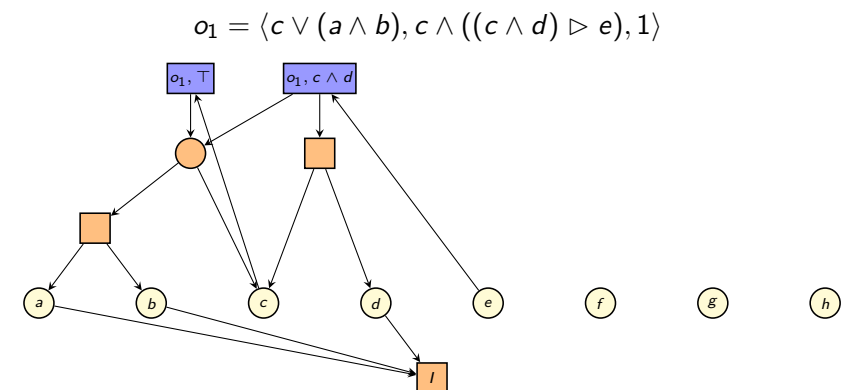 o₁ = ⟨c ∨ (a ∧ b), c ∧ ((c ∧ d) ▷ e), 1⟩
o₁, ⊤
o₁, c ∧ d
a b c d e f g h
I